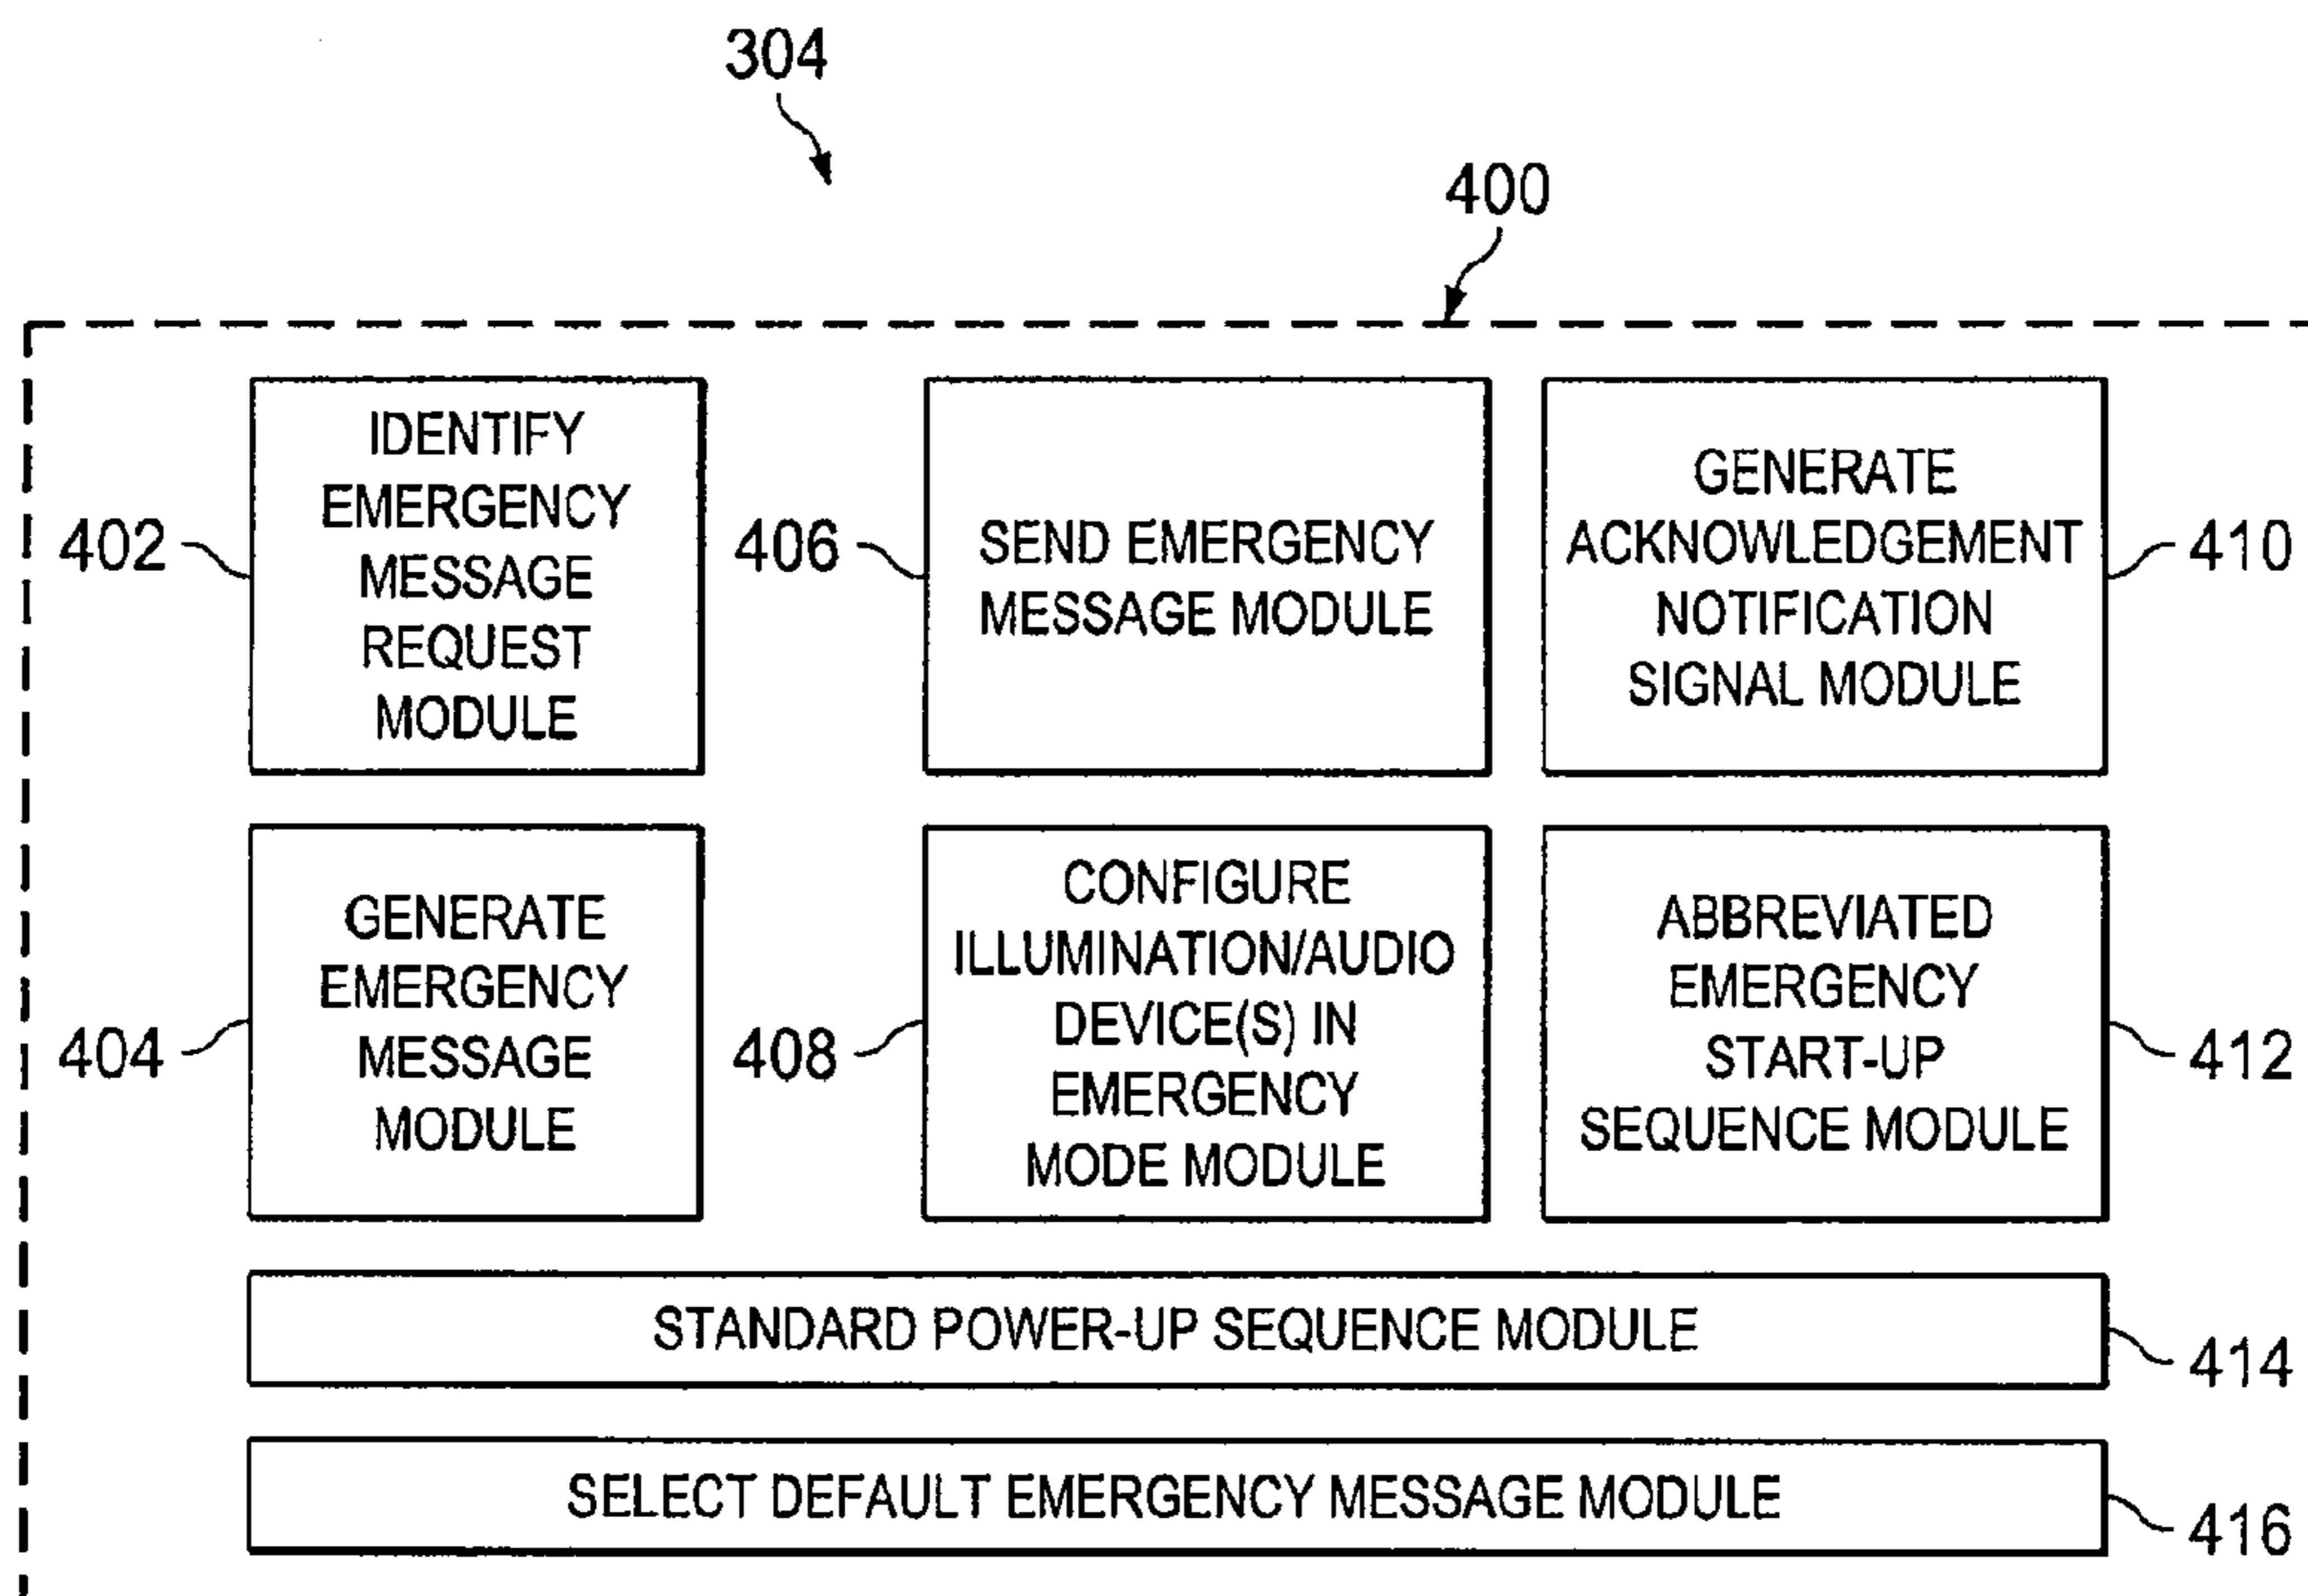 304
400
402
IDENTIFY
EMERGENCY
MESSAGE
REQUEST
MODULE
406
SEND EMERGENCY
MESSAGE MODULE
GENERATE
ACKNOWLEDGEMENT
NOTIFICATION
SIGNAL MODULE
410
404
GENERATE
EMERGENCY
MESSAGE
MODULE
408
CONFIGURE
ILLUMINATION/AUDIO
DEVICE(S) IN
EMERGENCY
MODE MODULE
ABBREVIATED
EMERGENCY
START-UP
SEQUENCE MODULE
412
STANDARD POWER-UP SEQUENCE MODULE
414
SELECT DEFAULT EMERGENCY MESSAGE MODULE
416